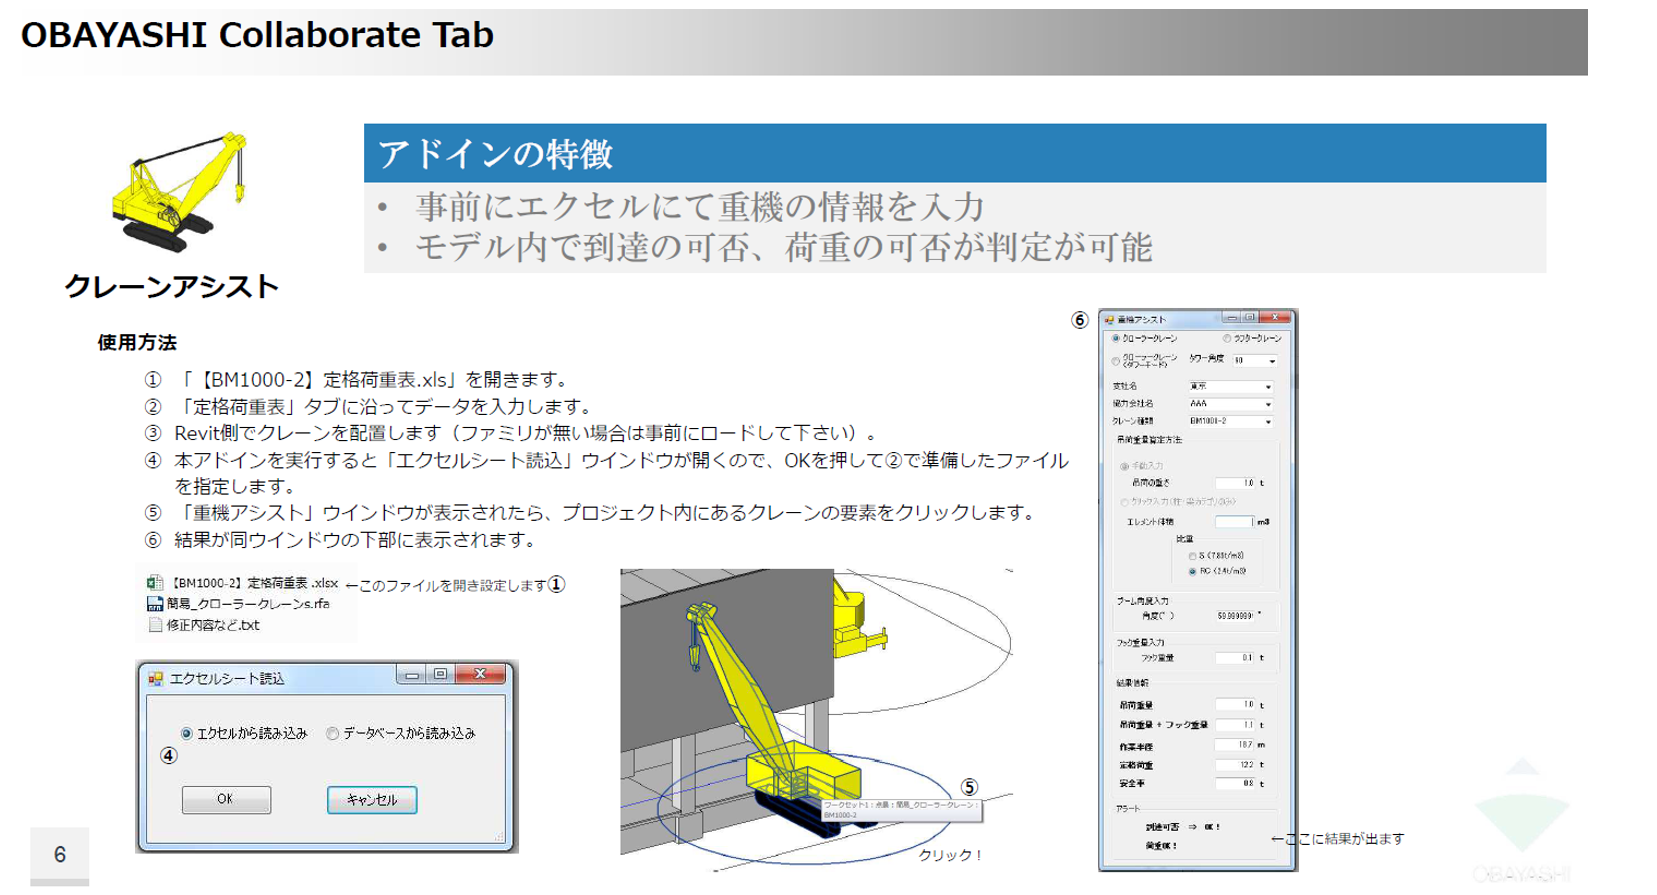 OBAYASHI Collaborate Tab
アドインの特徴
• 事前にエクセルにて重機の情報を入力
• モデル内で到達の可否、荷重の可否が判定が可能
クレーンアシスト
使用方法
① 「【BM1000-2】定格荷重表.xls」を開きます。
② 「定格荷重表」タブに沿ってデータを入力します。
③ Revit側でクレーンを配置します（ファミリが無い場合は事前にロードして下さい）。
④ 本アドインを実行すると「エクセルシート読込」ウインドウが開くので、OKを押して②で準備したファイル
を指定します。
⑤ 「重機アシスト」ウインドウが表示されたら、プロジェクト内にあるクレーンの要素をクリックします。
⑥ 結果が同ウインドウの下部に表示されます。
【BM1000-2】定格荷重表 .xlsx ←このファイルを開き設定します①
簡易_クローラークレーンs.rfa
修正内容など.txt
エクセルシート読込
エクセルから読み込み データベースから読み込み
④
OK キャンセル
⑤
ワークセット1 : 点景 : 簡易_クローラークレーン :
BM1000-2
クリック！
⑥
重機アシスト
クローラークレーン ラフタークレーン
クローラークレーン
(タワーモード)
タワー角度 90
支社名 東京
協力会社名 AAA
クレーン種類 BM1000-2
吊荷重量算定方法
手動入力
吊荷の重さ 1.0 t
エレメント体積 m3
比重
S (7.85t/m3)
RC (2.4t/m3)
ブーム角度入力
角度(°) 59.999999 °
フック重量入力
フック重量 0.1 t
結果情報
吊荷重量 1.0 t
吊荷重量 + フック重量 1.1 t
作業半径 18.7 m
定格荷重 12.2 t
安全率 t
アラート
到達可否 ⇒ OK !
荷重OK !
←ここに結果が出ます
6
OBAYASHI